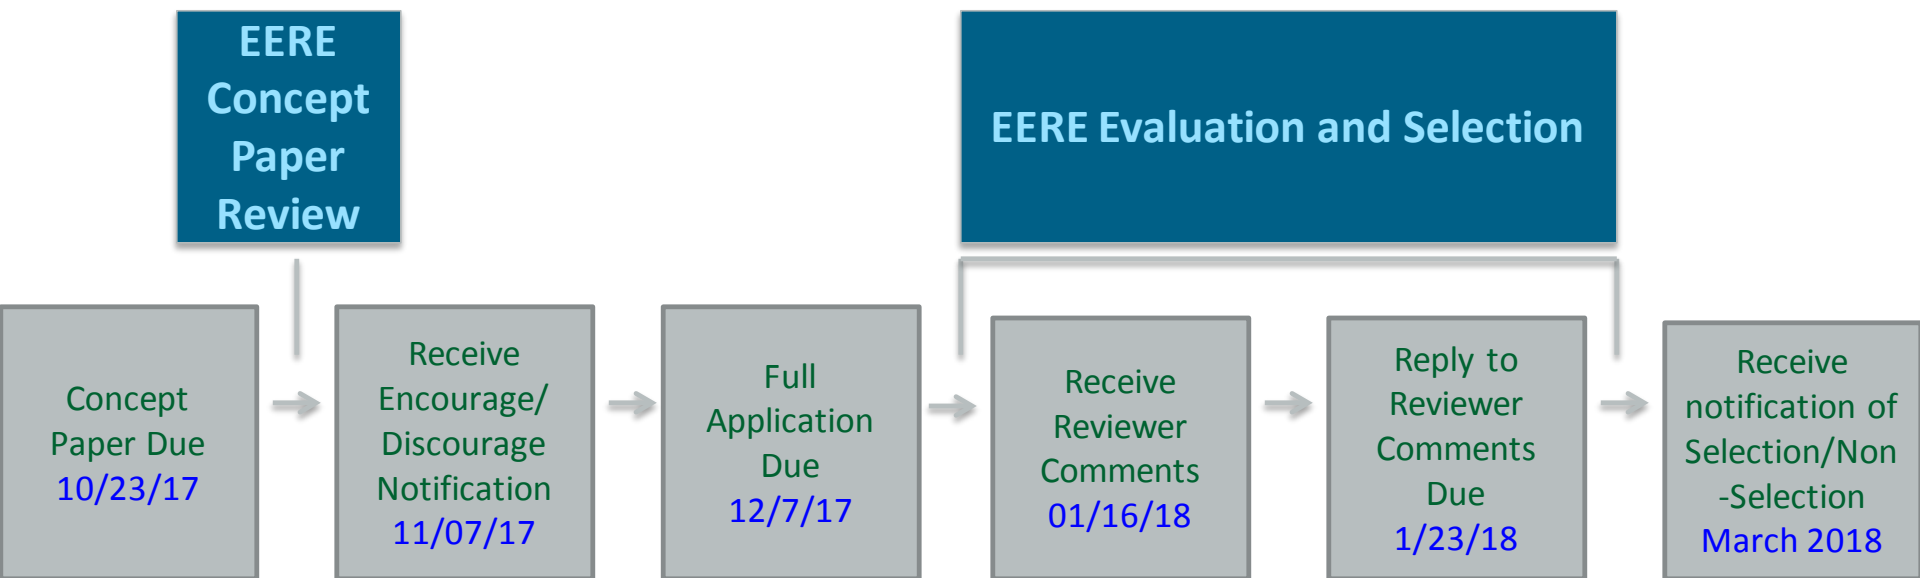 EERE
Concept
Paper
Review
EERE Evaluation and Selection
Concept
Paper Due
10/23/17
Receive
Encourage/
Discourage
Notification
11/07/17
Full
Application
Due
12/7/17
Receive
Reviewer
Comments
01/16/18
Reply to
Reviewer
Comments
Due
1/23/18
Receive
notification of
Selection/Non
-Selection
March 2018